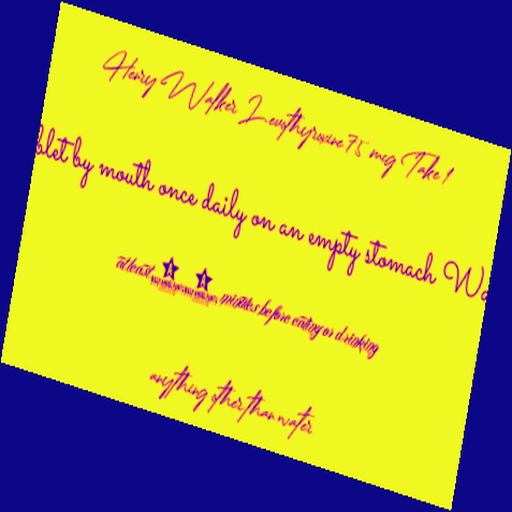 Henry Walker Levothyroxine 75 mcg Take 1
blet by mouth once daily on an empty stomach Wa
at least minutes before eating or drinking
anything other than water